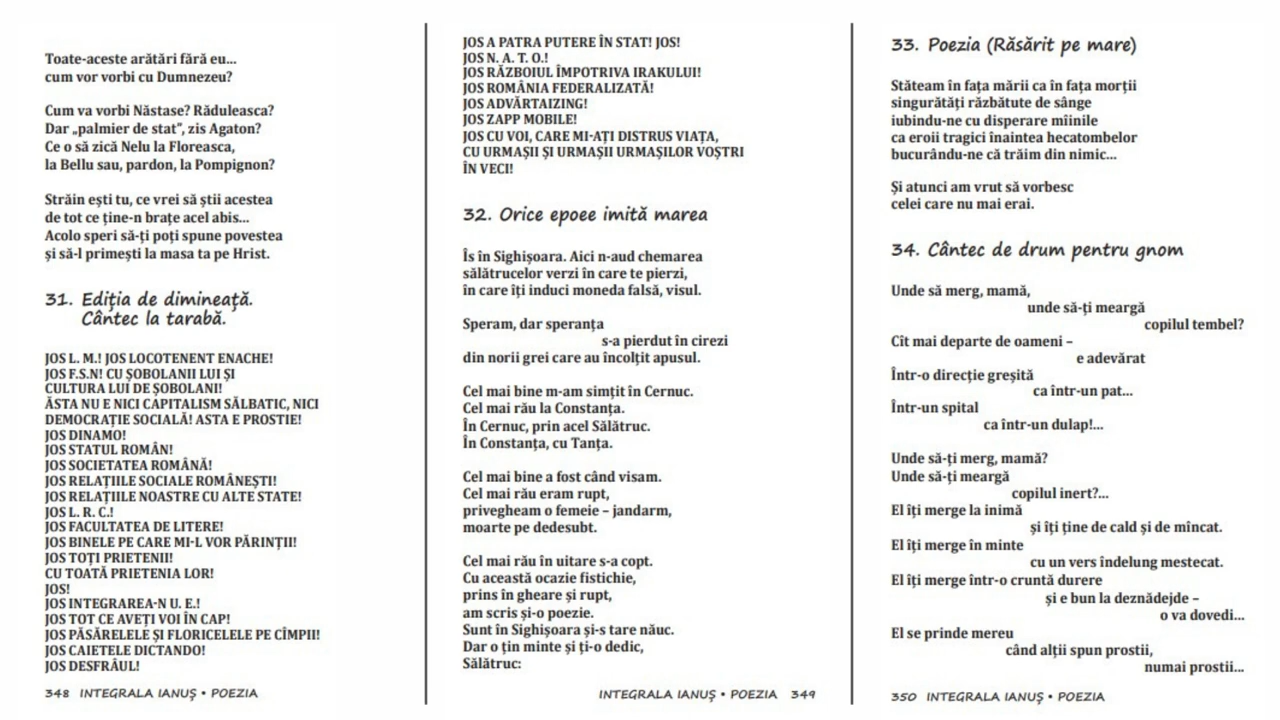 Toate-aceste arătări fără eu...
cum vor vorbi cu Dumnezeu?
Cum va vorbi Năstase? Răduleasca?
Dar „palmier de stat“, zis Agaton?
Ce o să zică Nelu la Floreasca,
la Bellu sau, pardon, la Pompignon?
Străin ești tu, ce vrei să știi acestea
de tot ce ține-n brațe acel abis...
Acolo speri să-ți poți spune povestea
și să-l primești la masa ta pe Hrist.
31. Ediția de dimineață.
Cântec la tarabă.
JOS L. M.! JOS LOCOTENENT ENACHE!
JOS F.S.N! CU ȘOBOLANII LUI ȘI
CULTURA LUI DE ȘOBOLANI!
ĂSTA NU E NICI CAPITALISM SĂLBATIC, NICI
DEMOCRAȚIE SOCIALĂ! ASTA E PROSTIE!
JOS DINAMO!
JOS STATUL ROMÂN!
JOS SOCIETATEA ROMÂNĂ!
JOS RELAȚIILE SOCIALE ROMÂNEȘTI!
JOS RELAȚIILE NOASTRE CU ALTE STATE!
JOS L. R. C.!
JOS FACULTATEA DE LITERE!
JOS BINELE PE CARE MI-L VOR PĂRINȚII!
JOS TOȚI PRIETENII!
CU TOATĂ PRIETENIA LOR!
JOS!
JOS INTEGRAREA-N U. E.!
JOS TOT CE AVEȚI VOI ÎN CAP!
JOS PĂSĂRELELE ȘI FLORICELELE PE CÎMPII!
JOS CAIETELE DICTANDO!
JOS DESFRÂUL!
348 INTEGRALA IANUȘ • POEZIA
JOS A PATRA PUTERE ÎN STAT! JOS!
JOS N. A. T. O.!
JOS RĂZBOIUL ÎMPOTRIVA IRAKULUI!
JOS ROMÂNIA FEDERALIZATĂ!
JOS ADVĂRTAIZING!
JOS ZAPP MOBILE!
JOS CU VOI, CARE MI-AȚI DISTRUS VIAȚA,
CU URMAȘII ȘI URMAȘII URMAȘILOR VOȘTRI
ÎN VECI!
32. Orice epoee imită marea
Îs în Sighișoara. Aici n-aud chemarea
sălătrucelor verzi în care te pierzi,
în care îți induci moneda falsă, visul.
Speram, dar speranța
s-a pierdut în cirezi
din norii grei care au încolțit apusul.
Cel mai bine m-am simțit în Cernuc.
Cel mai rău la Constanța.
În Cernuc, prin acel Sălătruc.
În Constanța, cu Tanța.
Cel mai bine a fost când visam.
Cel mai rău eram rupt,
privegheam o femeie – jandarm,
moarte pe dedesubt.
Cel mai rău în uitare s-a copt.
Cu această ocazie fistichie,
prins în gheare și rupt,
am scris și-o poezie.
Sunt în Sighișoara și-s tare năuc.
Dar o țin minte și ți-o dedic,
Sălătruc:
INTEGRALA IANUȘ • POEZIA 349
33. Poezia (Răsărit pe mare)
Stăteam în fața mării ca în fața morții
singurătăți răzbătute de sânge
iubindu-ne cu disperare mîinile
ca eroii tragici înaintea hecatombelor
bucurându-ne că trăim din nimic...
Și atunci am vrut să vorbesc
celei care nu mai erai.
34. Cântec de drum pentru gnom
Unde să merg, mamă,
unde să-ți meargă
copilul tembel?
Cît mai departe de oameni –
e adevărat
Într-o direcție greșită
ca într-un pat...
Într-un spital
ca într-un dulap!...
Unde să-ți merg, mamă?
Unde să-ți meargă
copilul inert?...
El îți merge la inimă
și îți ține de cald și de mîncat.
El îți merge în minte
cu un vers îndelung mestecat.
El îți merge într-o cruntă durere
și e bun la deznădejde –
o va dovedi...
El se prinde mereu
când alții spun prostii,
numai prostii...
350 INTEGRALA IANUȘ • POEZIA